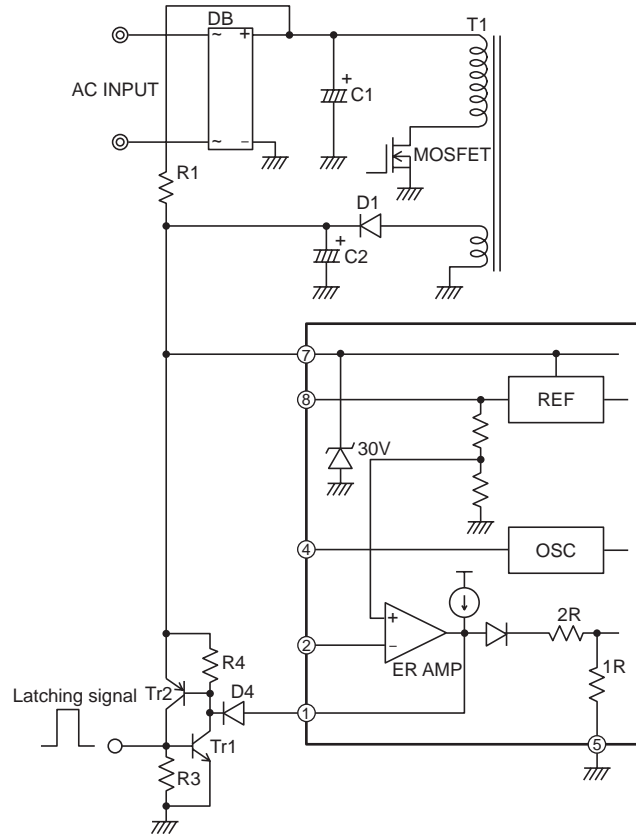 DB
T1
~
+
AC INPUT
+
C1
~
−
MOSFET
R1
D1
+
C2
7
8
REF
30V
4
OSC
+
2R
2
−
ER AMP
1R
R4
Tr2
D4
Latching signal
1
Tr1
5
R3